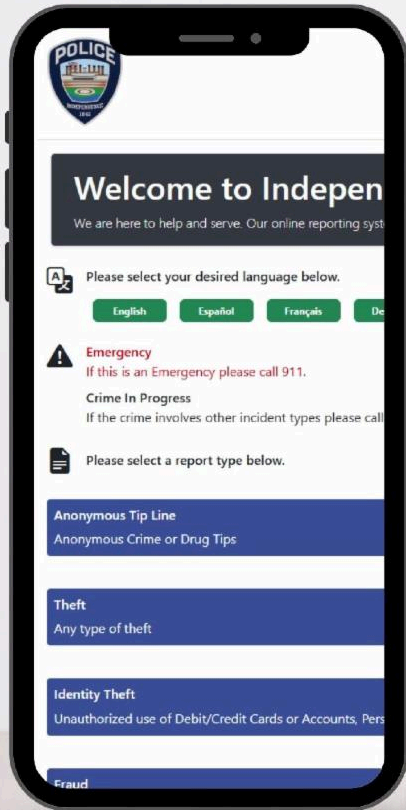 POLICE
INDEPENDENCE
Welcome to Indepen
We are here to help and serve. Our online reporting syst
Please select your desired language below.
English Español Français De
Emergency
If this is an Emergency please call 911.
Crime In Progress
If the crime involves other incident types please call
Please select a report type below.
Anonymous Tip Line
Anonymous Crime or Drug Tips
Theft
Any type of theft
Identity Theft
Unauthorized use of Debit/Credit Cards or Accounts, Pers
Fraud